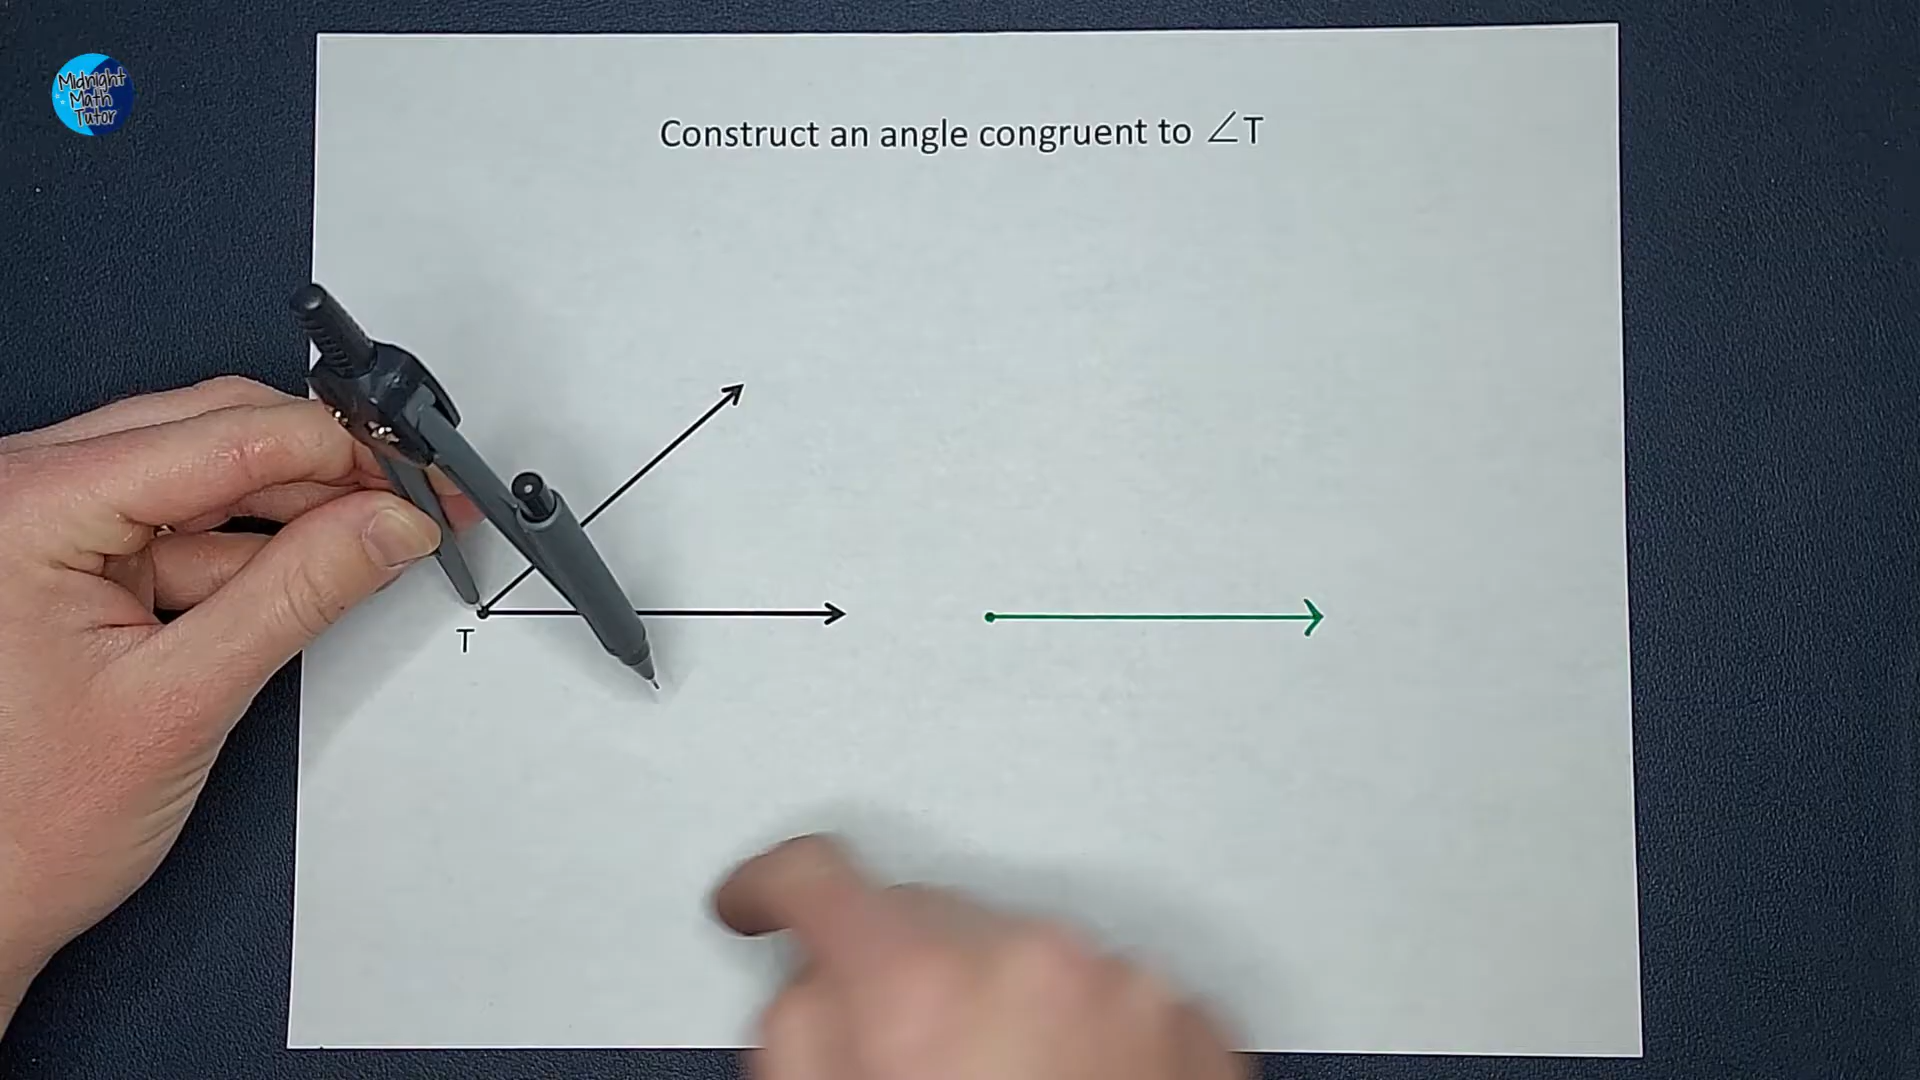 Midnight
Math
Tutor
Construct an angle congruent to ∠T
T